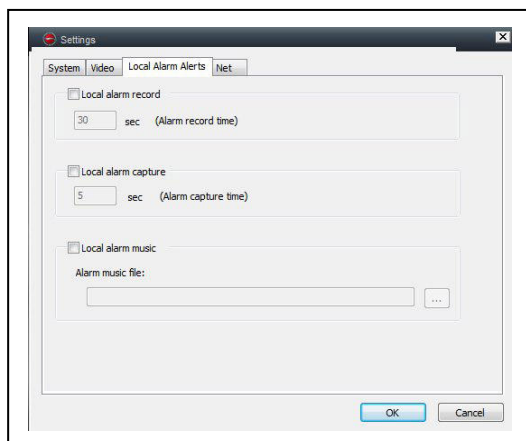 Settings
System Video Local Alarm Alerts Net
Local alarm record
30 sec (Alarm record time)
Local alarm capture
5 sec (Alarm capture time)
Local alarm music
Alarm music file:
...
OK Cancel